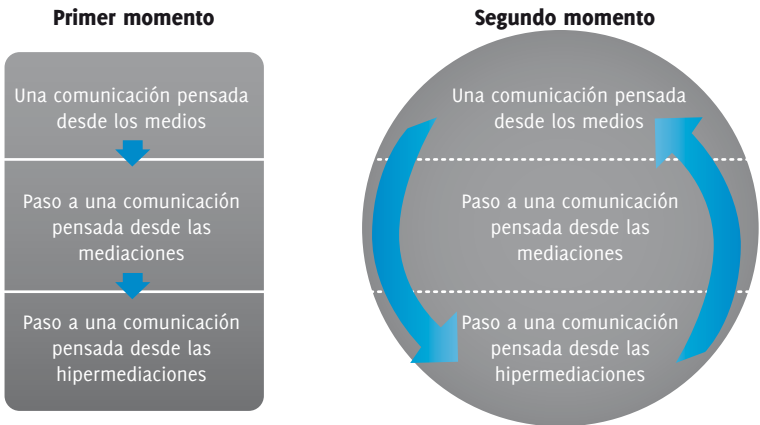 Primer momento
Una comunicación pensada
desde los medios
Paso a una comunicación
pensada desde las
mediaciones
Paso a una comunicación
pensada desde las
hipermediaciones
Segundo momento
Una comunicación pensada
desde los medios
Paso a una comunicación
pensada desde las
mediaciones
Paso a una comunicación
pensada desde las
hipermediaciones